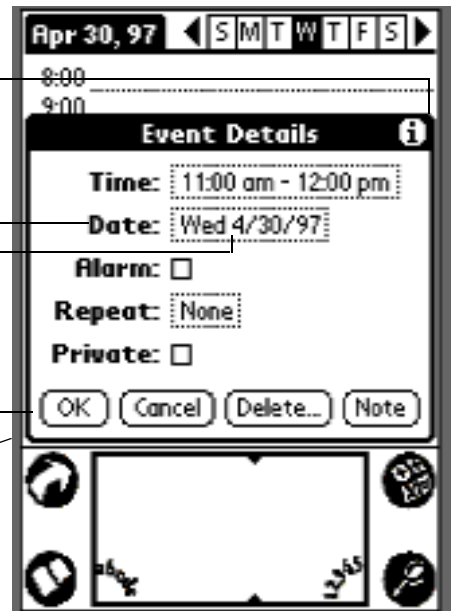 Apr 30, 97 S M T W T F S
8:00
9:00
Event Details i
Time: 11:00 am - 12:00 pm
Date: Wed 4/30/97
Alarm:
Repeat: None
Private:
OK Cancel Delete... Note
abc 12345